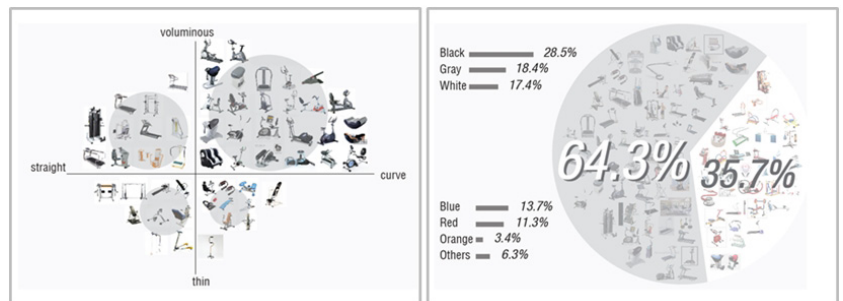 voluminous
straight
curve
thin
Black 28.5%
Gray 18.4%
White 17.4%
64.3%
35.7%
Blue 13.7%
Red 11.3%
Orange 3.4%
Others 6.3%